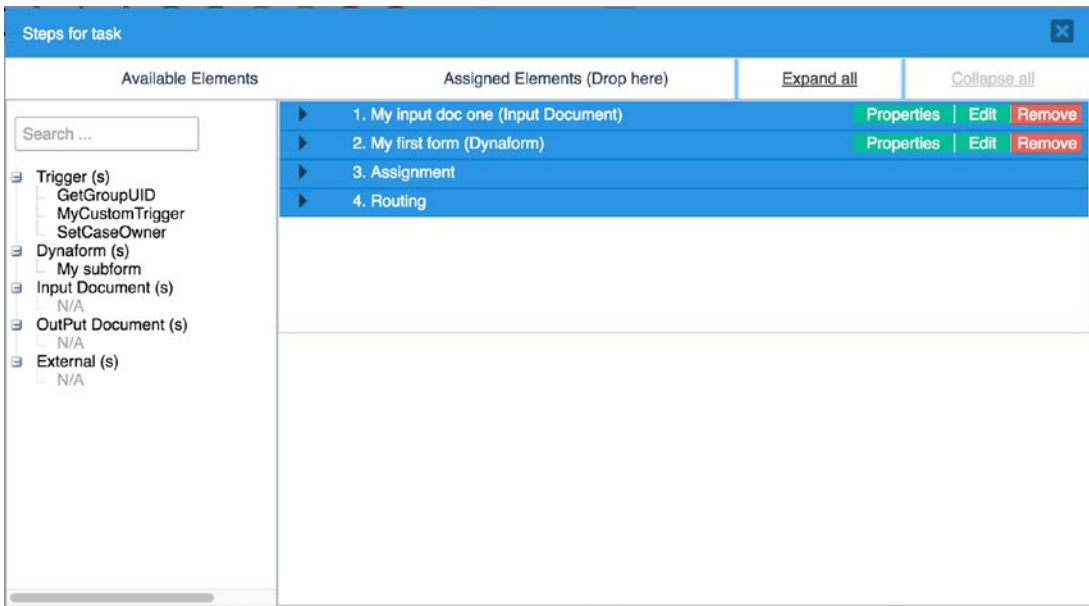 Steps for task
Available Elements
Assigned Elements (Drop here)
Expand all
Collapse all
Search ...
Trigger (s)
GetGroupUID
MyCustomTrigger
SetCaseOwner
Dynaform (s)
My subform
Input Document (s)
N/A
OutPut Document (s)
N/A
External (s)
N/A
1. My input doc one (Input Document) Properties Edit Remove
2. My first form (Dynaform) Properties Edit Remove
3. Assignment
4. Routing